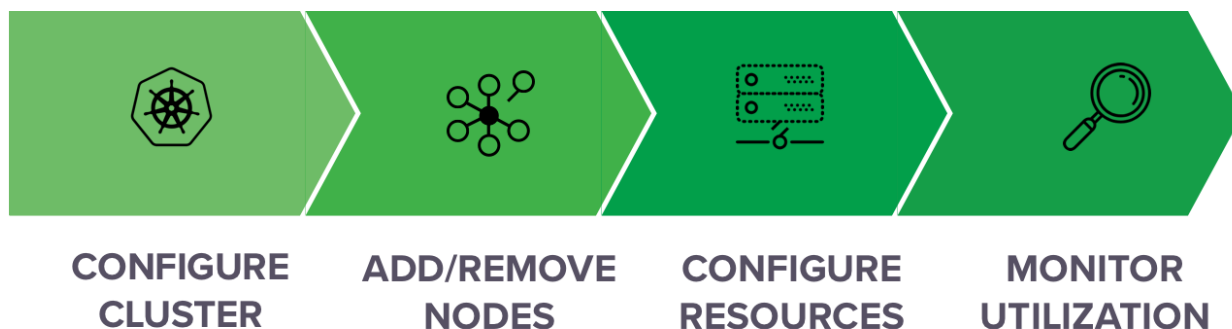 CONFIGURE
CLUSTER
ADD/REMOVE
NODES
CONFIGURE
RESOURCES
MONITOR
UTILIZATION